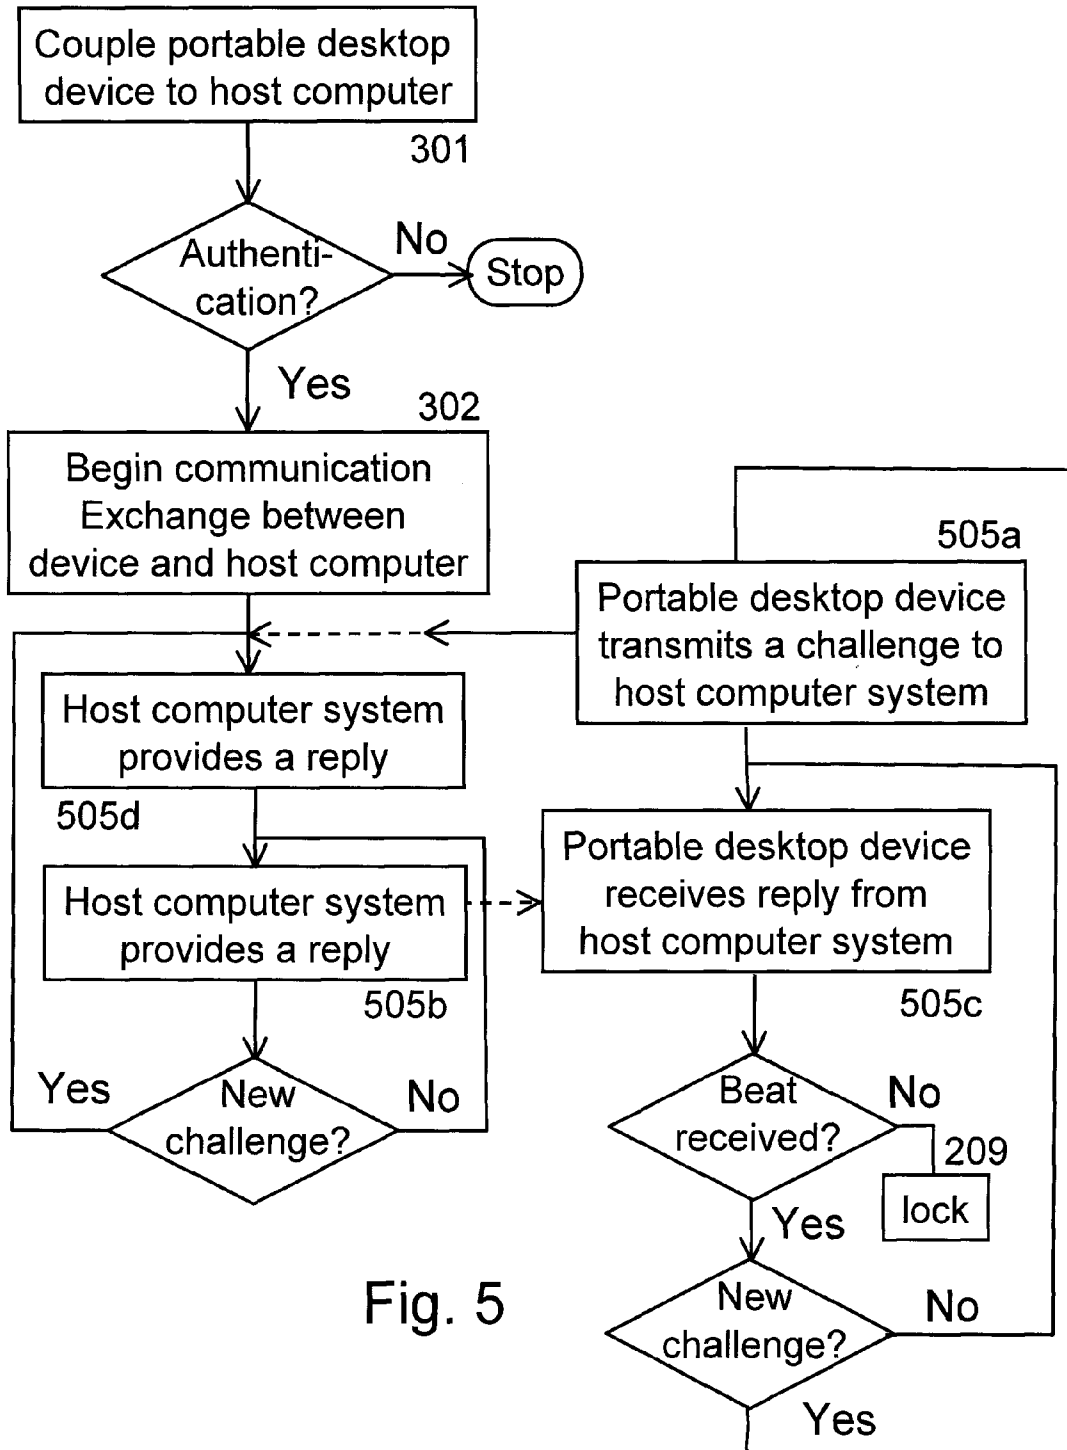 Couple portable desktop
device to host computer
301
Authenti-
cation?
No
Stop
Yes
302
Begin communication
Exchange between
device and host computer
505a
Portable desktop device
transmits a challenge to
host computer system
Host computer system
provides a reply
505d
Host computer system
provides a reply
505b
Portable desktop device
receives reply from
host computer system
505c
New
challenge?
Yes
No
Beat
received?
No
209
lock
Yes
New
challenge?
No
Yes
Fig. 5